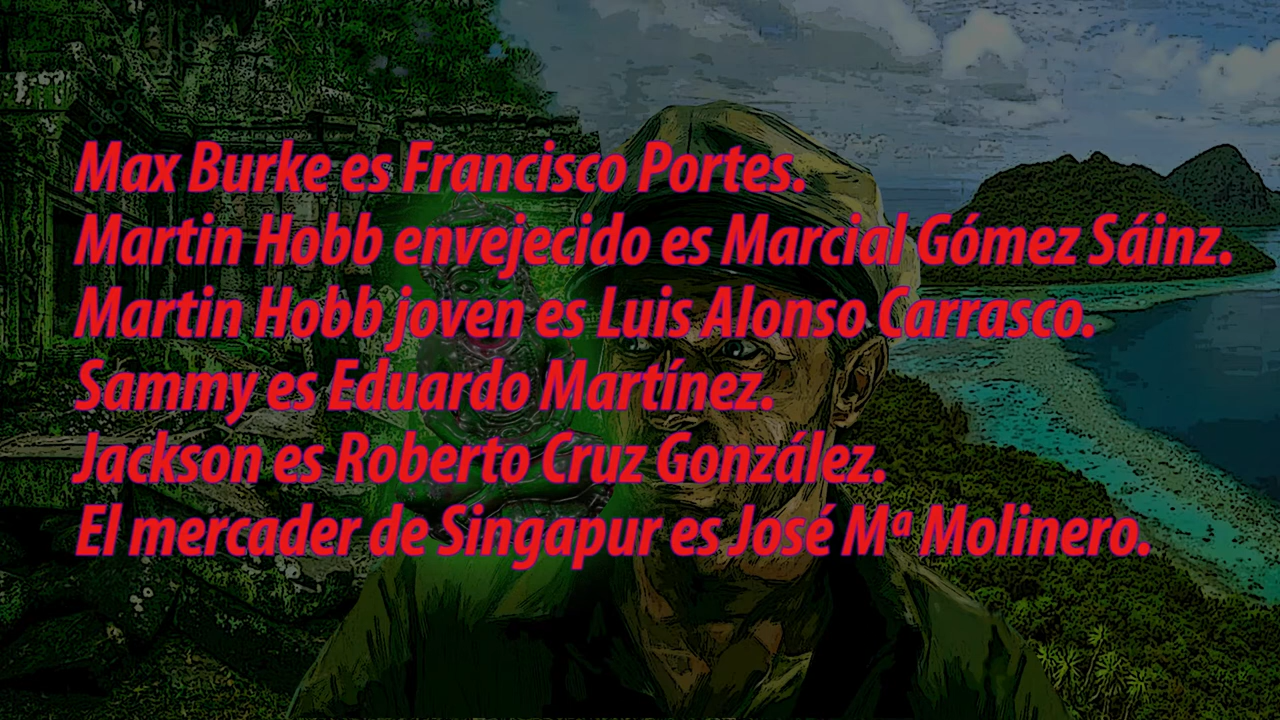 Max Burke es Francisco Portes.
Martin Hobb envejecido es Marcial Gómez Sáinz.
Martin Hobb joven es Luis Alonso Carrasco.
Sammy es Eduardo Martínez.
Jackson es Roberto Cruz González.
El mercader de Singapur es José Mª Molinero.